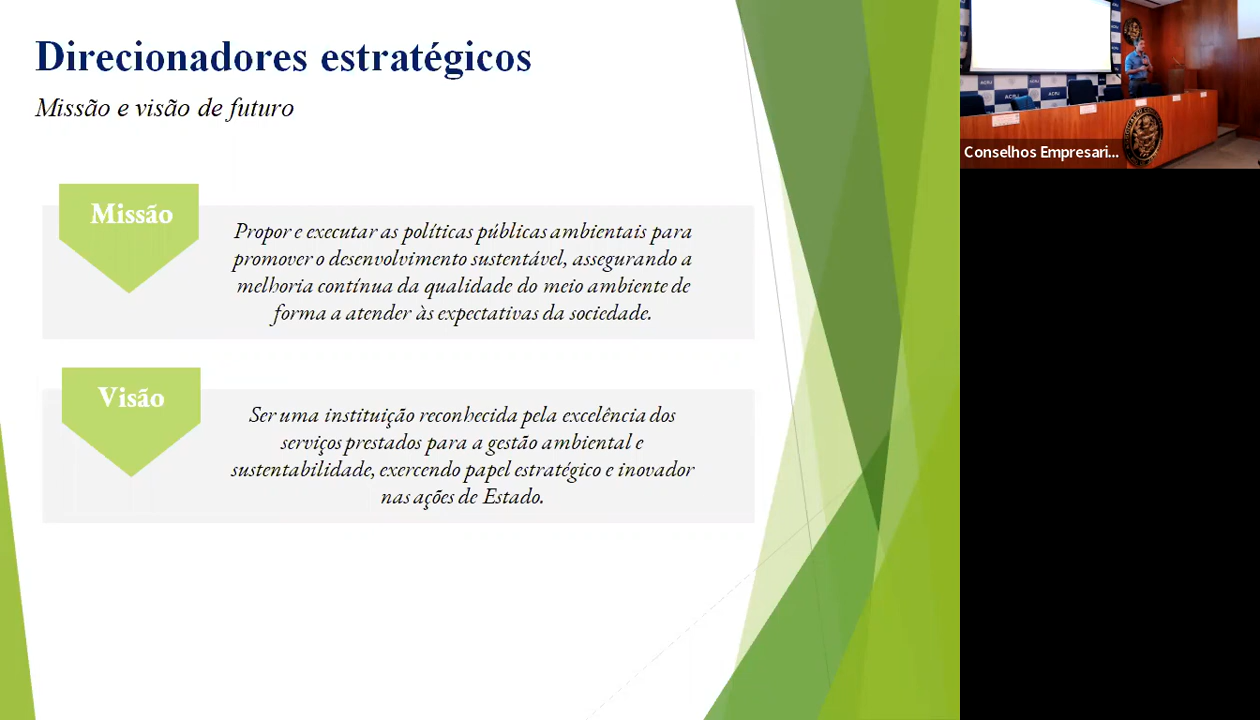 Direcionadores estratégicos
Missão e visão de futuro
Missão
Propor e executar as políticas públicas ambientais para
promover o desenvolvimento sustentável, assegurando a
melhoria contínua da qualidade do meio ambiente de
forma a atender às expectativas da sociedade.
Visão
Ser uma instituição reconhecida pela excelência dos
serviços prestados para a gestão ambiental e
sustentabilidade, exercendo papel estratégico e inovador
nas ações de Estado.
ACRJ
ACRJ
Conselhos Empresari...